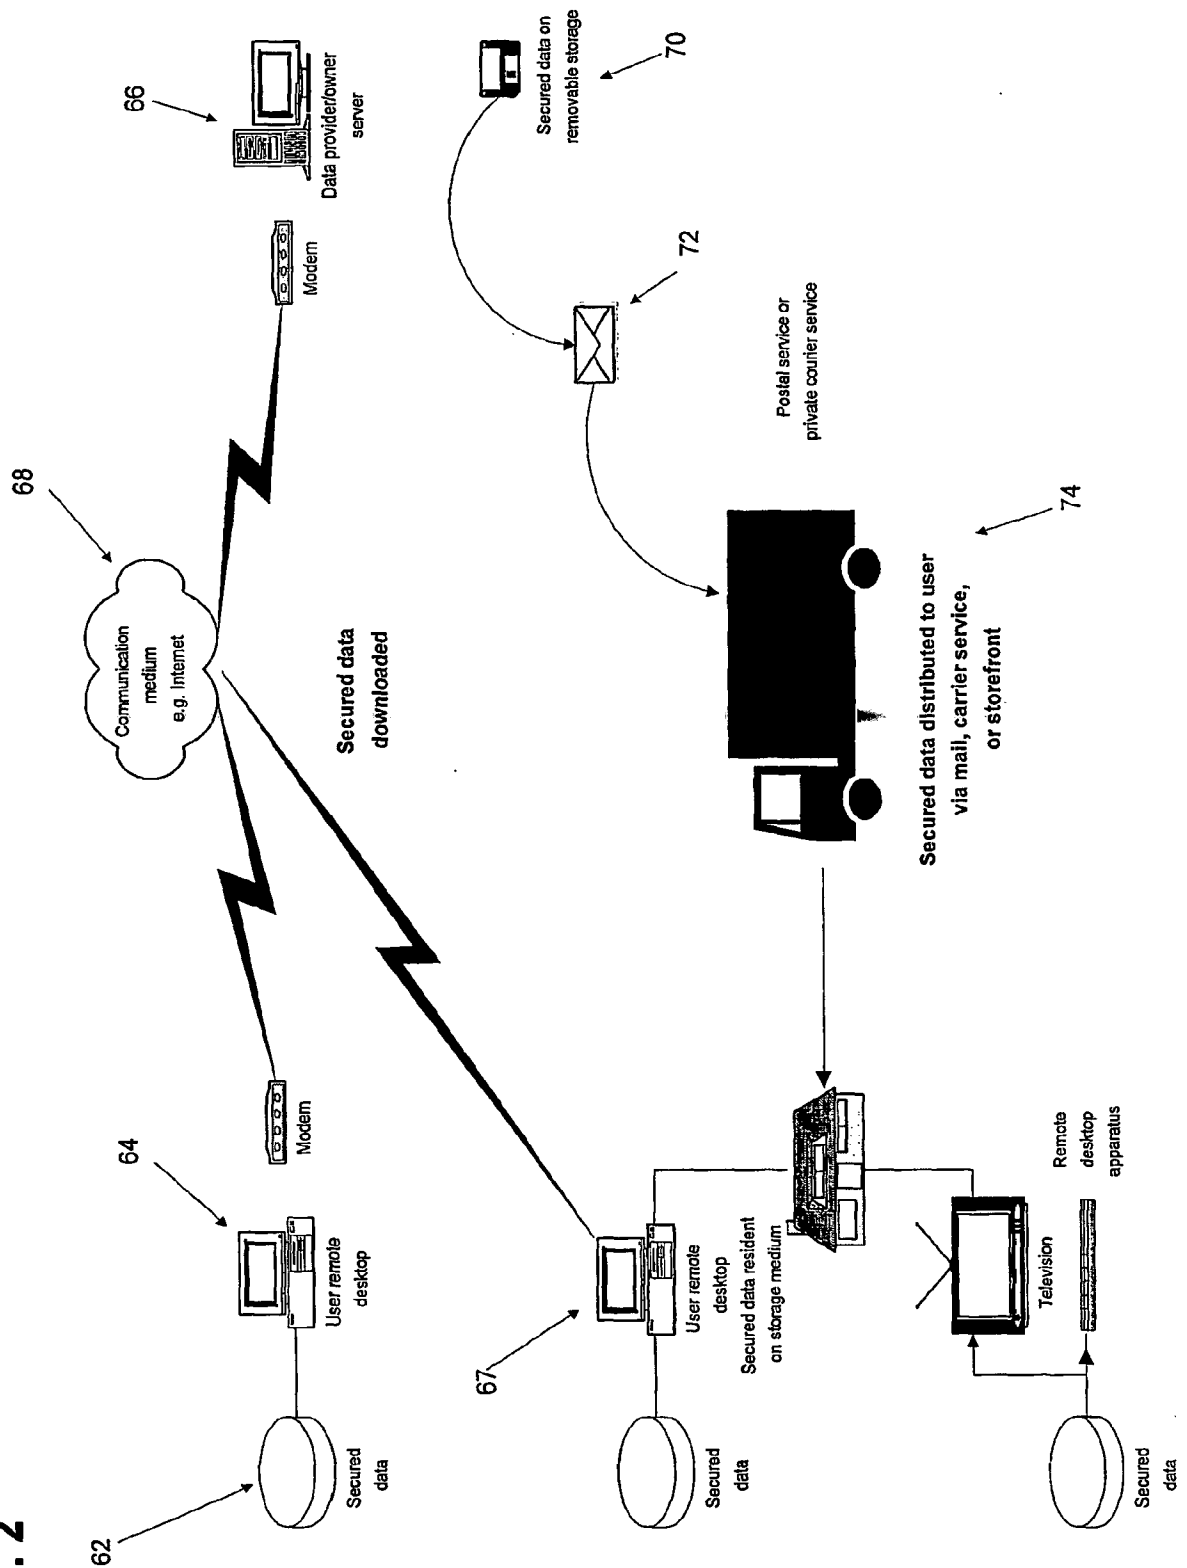 . 2
62
Secured
data
64
User remote
desktop
Modem
68
Communication
medium
e.g. Internet
66
Modem
Data provider/owner
server
Secured data
downloaded
67
Secured
data
User remote
desktop
Secured data resident
on storage medium
Secured data on
removable storage
70
72
Postal service or
private courier service
74
Secured data distributed to user
via mail, carrier service,
or storefront
Television
Remote
desktop
apparatus
Secured
data